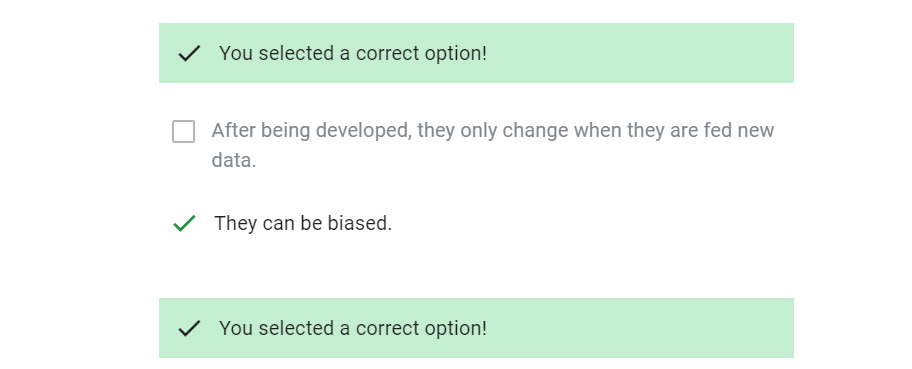 You selected a correct option!
After being developed, they only change when they are fed new
data.
They can be biased.
You selected a correct option!